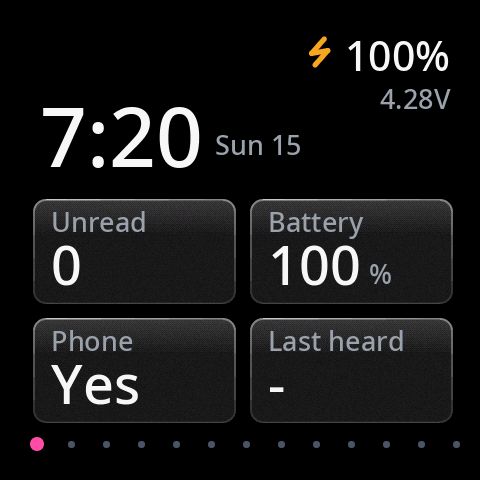 100%
4.28V
7:20 Sun 15
Unread
0
Battery
100 %
Phone
Yes
Last heard
-